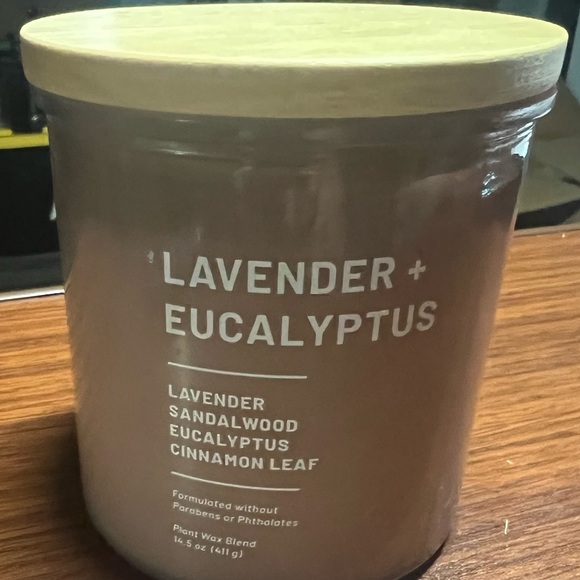 LAVENDER +
EUCALYPTUS
LAVENDER
SANDALWOOD
EUCALYPTUS
CINNAMON LEAF
Formulated without
Parabens or Phthalates
Plant Wax Blend
14.5 oz (411 g)